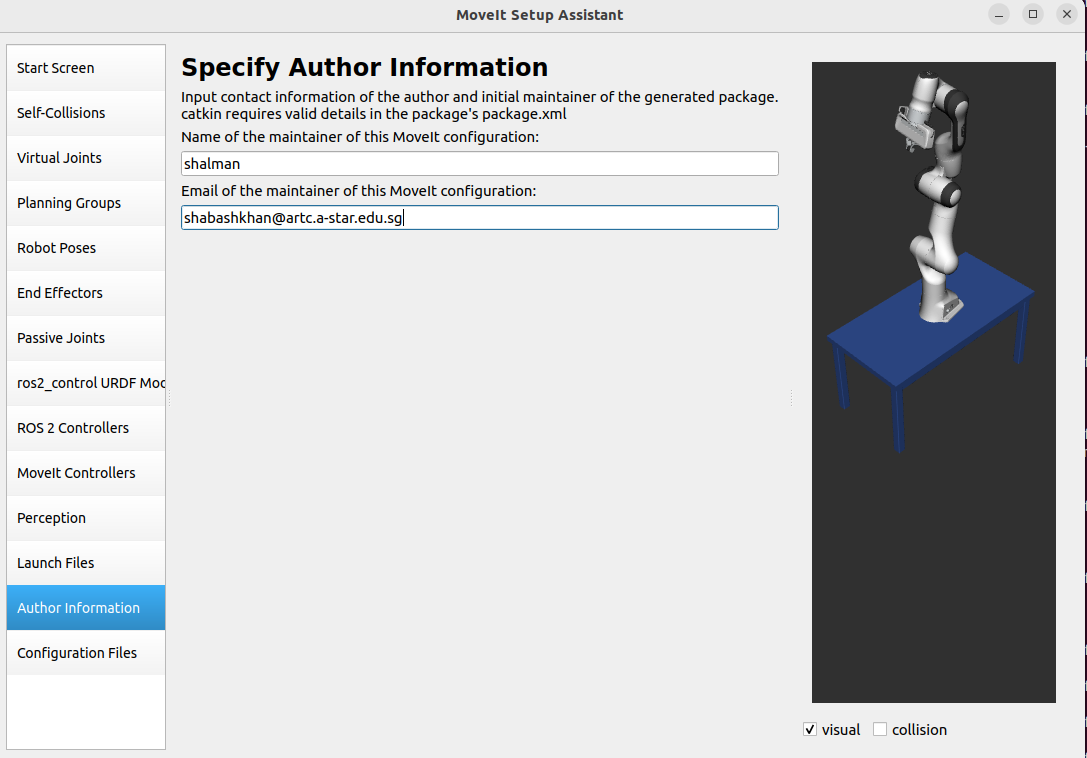 MoveIt Setup Assistant
Start Screen
Self-Collisions
Virtual Joints
Planning Groups
Robot Poses
End Effectors
Passive Joints
ros2_control URDF Moc
ROS 2 Controllers
MoveIt Controllers
Perception
Launch Files
Author Information
Configuration Files
Specify Author Information
Input contact information of the author and initial maintainer of the generated package.
catkin requires valid details in the package's package.xml
Name of the maintainer of this MoveIt configuration:
shalman
Email of the maintainer of this MoveIt configuration:
shabashkhan@artc.a-star.edu.sg
visual
collision